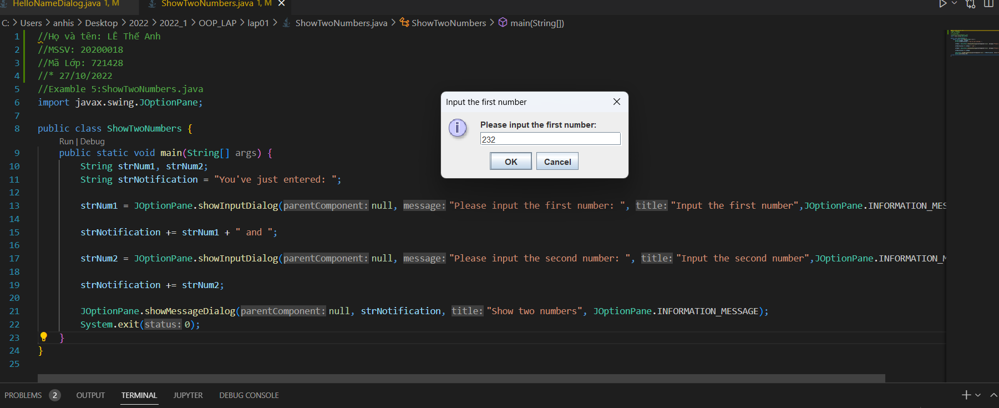 HelloNameDialog.java 1, M
ShowTwoNumbers.java 1, M
C: > Users > anhis > Desktop > 2022 > 2022_1 > OOP_LAP > lap01 > ShowTwoNumbers.java > ShowTwoNumbers > main(String[])
1 //Họ và tên: LÊ Thế Anh
2 //MSSV: 20200018
3 //Mã Lớp: 721428
4 //* 27/10/2022
5 //Examble 5:ShowTwoNumbers.java
6 import javax.swing.JOptionPane;
7
8 public class ShowTwoNumbers {
Run | Debug
9 public static void main(String[] args) {
10 String strNum1, strNum2;
11 String strNotification = "You've just entered: ";
12
13 strNum1 = JOptionPane.showInputDialog(parentComponent: null, message: "Please input the first number: ", title: "Input the first number",JOptionPane.INFORMATION_MES
14
15 strNotification += strNum1 + " and ";
16
17 strNum2 = JOptionPane.showInputDialog(parentComponent: null, message: "Please input the second number: ", title: "Input the second number",JOptionPane.INFORMATION_M
18
19 strNotification += strNum2;
20
21 JOptionPane.showMessageDialog(parentComponent: null, strNotification, title: "Show two numbers", JOptionPane.INFORMATION_MESSAGE);
22 System.exit(status: 0);
23 }
24 }
25
Input the first number
Please input the first number:
232
OK Cancel
PROBLEMS 2 OUTPUT TERMINAL JUPYTER DEBUG CONSOLE